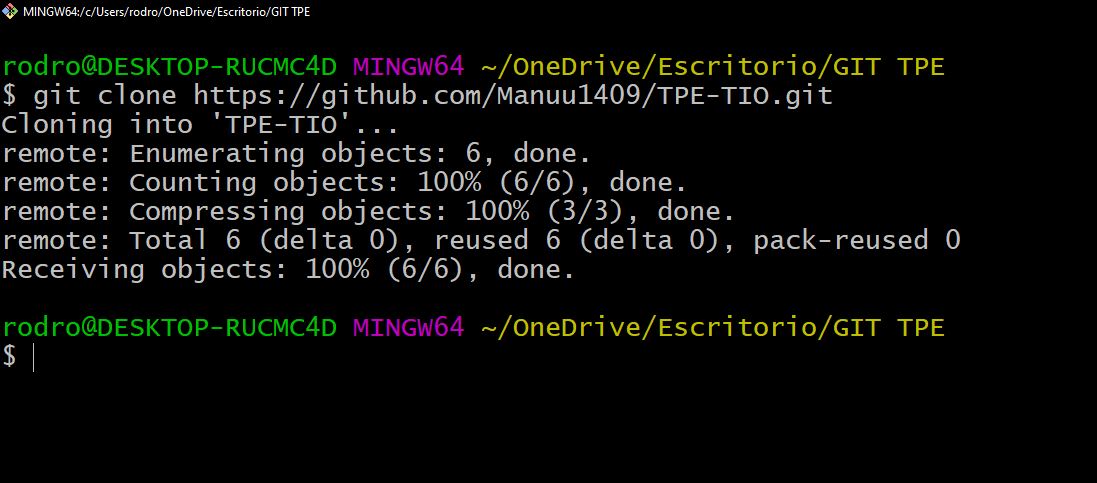 MINGW64:/c/Users/rodro/OneDrive/Escritorio/GIT TPE
rodro@DESKTOP-RUCMC4D MINGW64 ~/OneDrive/Escritorio/GIT TPE
$ git clone https://github.com/Manuu1409/TPE-TIO.git
Cloning into 'TPE-TIO'...
remote: Enumerating objects: 6, done.
remote: Counting objects: 100% (6/6), done.
remote: Compressing objects: 100% (3/3), done.
remote: Total 6 (delta 0), reused 6 (delta 0), pack-reused 0
Receiving objects: 100% (6/6), done.
rodro@DESKTOP-RUCMC4D MINGW64 ~/OneDrive/Escritorio/GIT TPE
$